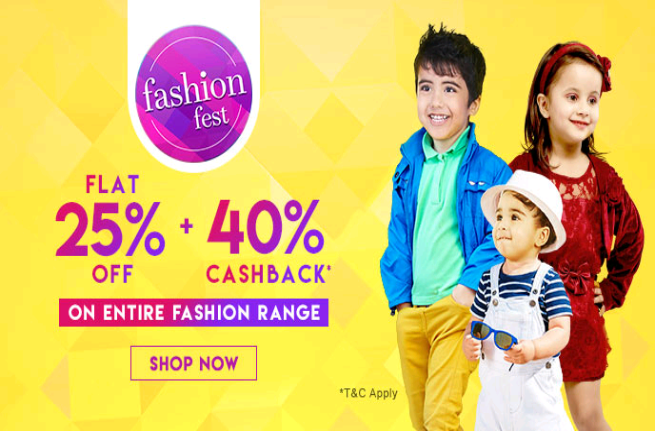 fashion
fest
FLAT
25% + 40%
OFF CASHBACK*
ON ENTIRE FASHION RANGE
SHOP NOW
*T&C Apply